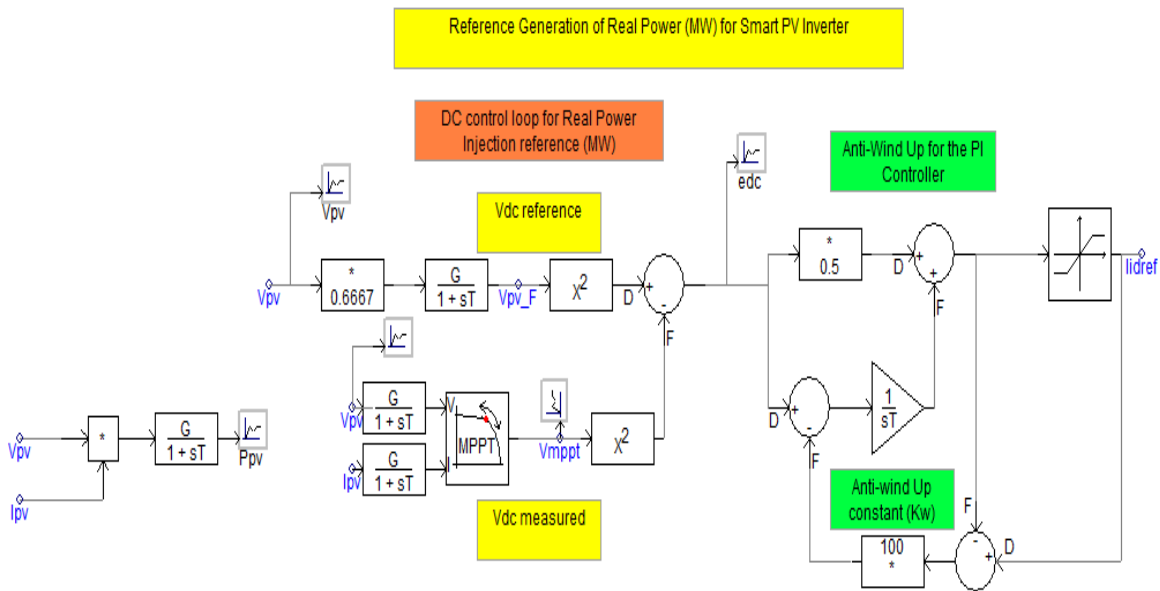 Reference Generation of Real Power (MW) for Smart PV Inverter
DC control loop for Real Power
Injection reference (MW)
Anti-Wind Up for the PI
Controller
edc
Vpv
Vdc reference
*
0.5
D
+
+
Iidref
Vpv
*
0.6667
G
1 + sT
Vpv_F
X2
D
+
-
F
F
Vpv
G
1 + sT
V
MPPT
I
Vmppt
X2
D
+
-
1
sT
F
Vpv
*
G
1 + sT
Ppv
Ipv
G
1 + sT
Ipv
Vdc measured
Anti-wind Up
constant (Kw)
F
-
+
D
100
*